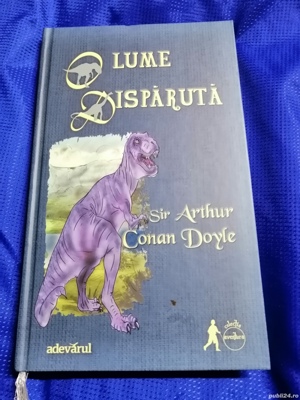 O LUME
DISPĂRUTĂ
Sir Arthur
Conan Doyle
adevărul
publi24.ro